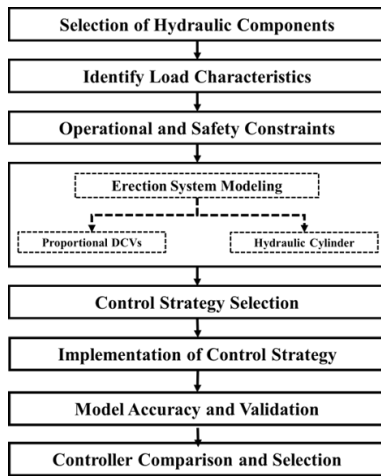 Selection of Hydraulic Components
Identify Load Characteristics
Operational and Safety Constraints
Erection System Modeling
Proportional DCVs
Hydraulic Cylinder
Control Strategy Selection
Implementation of Control Strategy
Model Accuracy and Validation
Controller Comparison and Selection